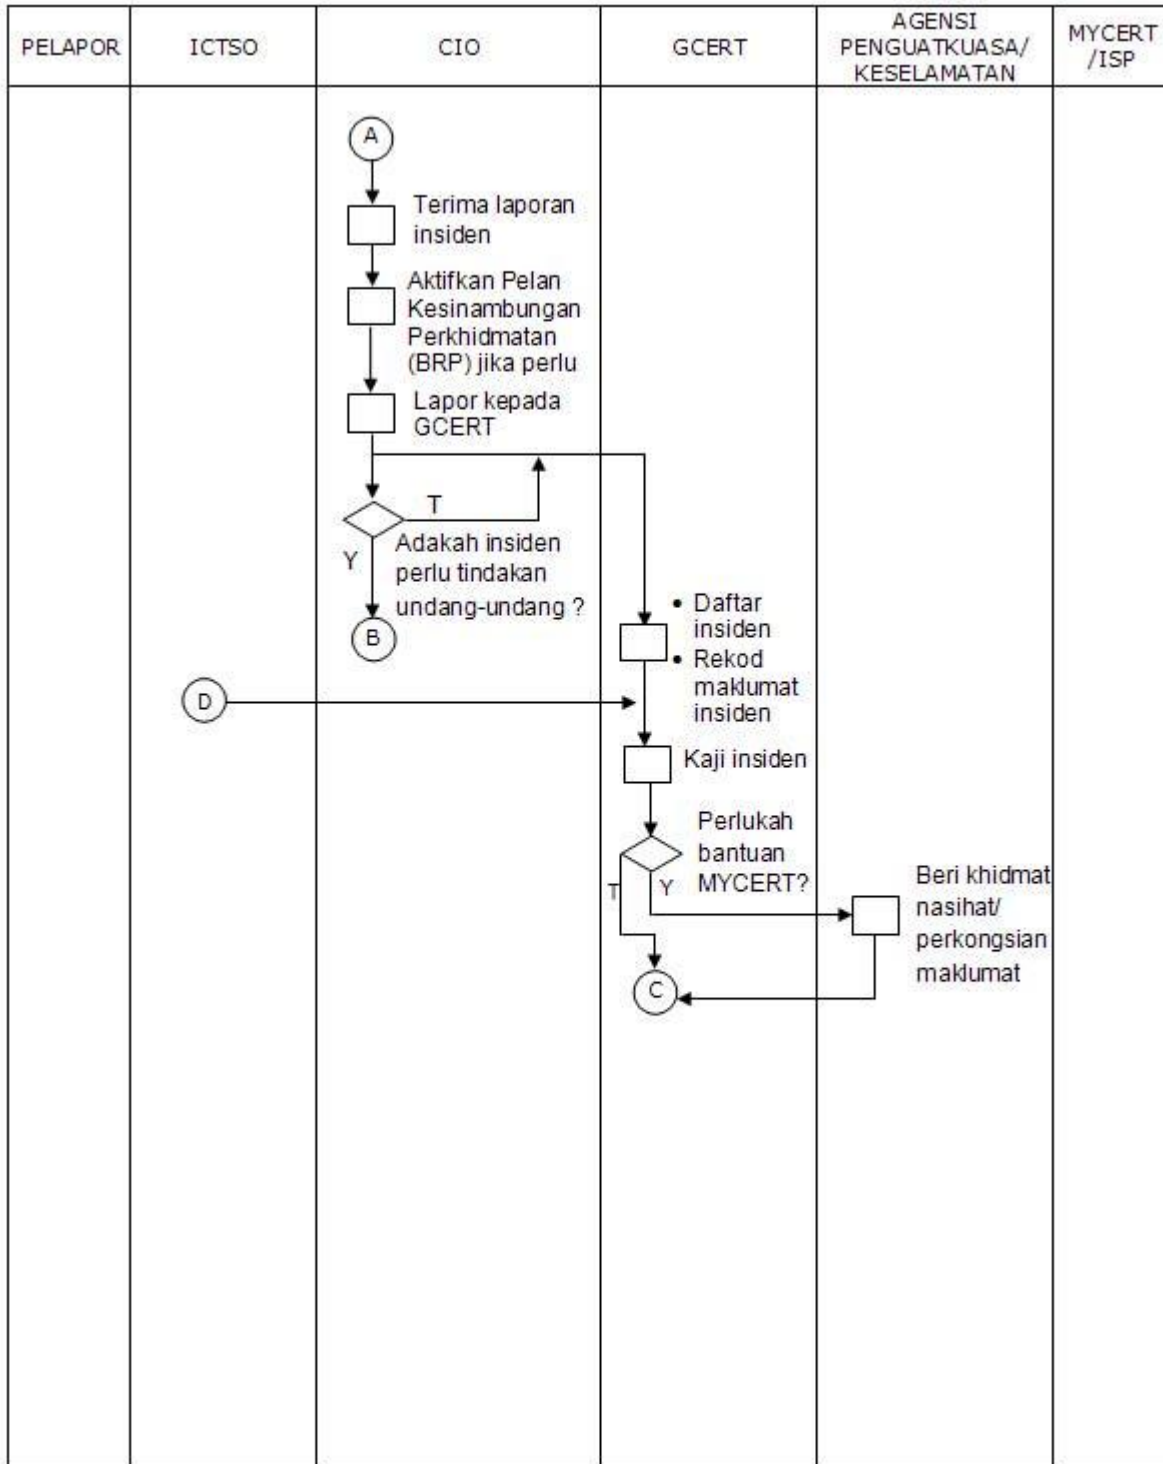 PELAPOR
ICTSO
CIO
GCERT
AGENSI
PENGUATKUASA/
KESELAMATAN
MYCERT
/ISP
A
Terima laporan
insiden
Aktifkan Pelan
Kesinambungan
Perkhidmatan
(BRP) jika perlu
Lapor kepada
GCERT
T
Y
Adakah insiden
perlu tindakan
undang-undang ?
B
• Daftar
insiden
• Rekod
maklumat
insiden
D
Kaji insiden
Perlukah
bantuan
MYCERT?
T
Y
Beri khidmat
nasihat/
perkongsian
maklumat
C